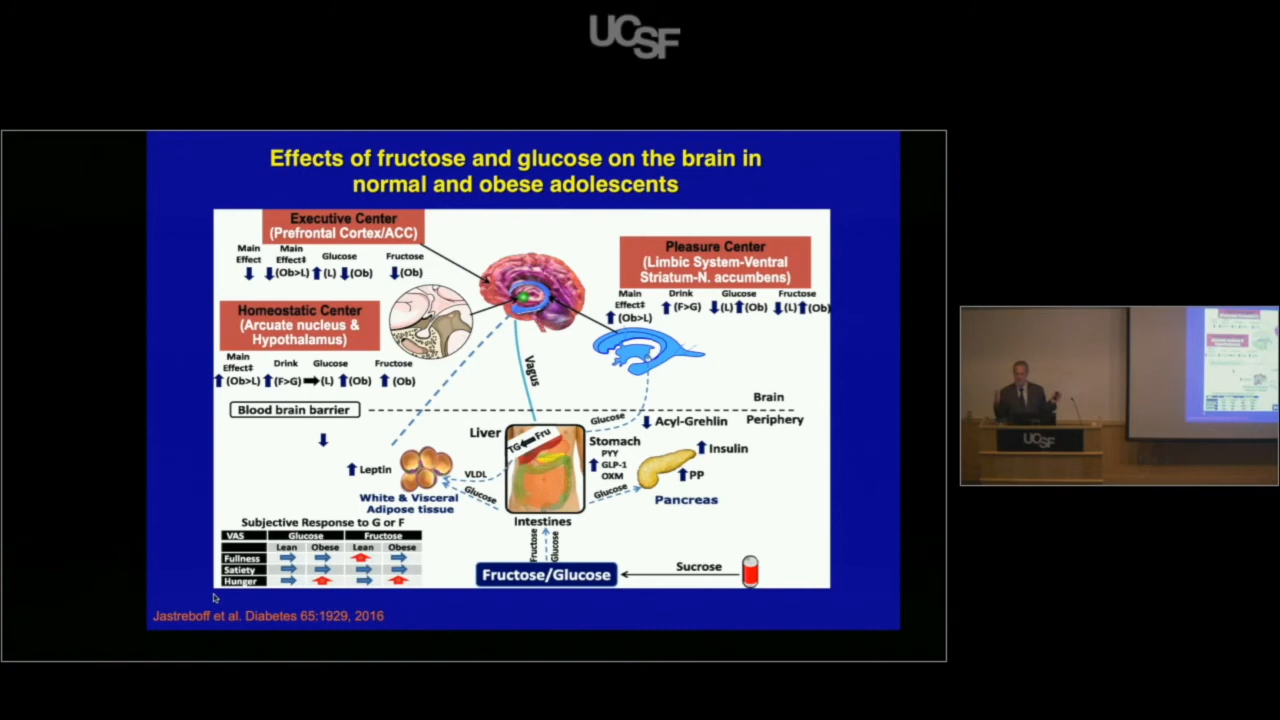 UCSF
Effects of fructose and glucose on the brain in
normal and obese adolescents
Executive Center
(Prefrontal Cortex/ACC)
Main Effect Main Effect‡ Glucose Fructose
(Ob>L) (L) (Ob) (Ob)
Pleasure Center
(Limbic System-Ventral
Striatum-N. accumbens)
Main Effect‡ Drink Glucose Fructose
(Ob>L) (F>G) (L) (Ob) (L) (Ob)
Homeostatic Center
(Arcuate nucleus &
Hypothalamus)
Main Effect‡ Drink Glucose Fructose
(Ob>L) (F>G) (L) (Ob) (Ob)
Vagus
Blood brain barrier
Brain
Periphery
Glucose
Acyl-Grehlin
Liver
TG Fru
Stomach
PYY
GLP-1
OXM
Insulin
PP
Leptin
VLDL
Glucose
Glucose
White & Visceral
Adipose tissue
Pancreas
Intestines
Fructose
Glucose
Subjective Response to G or F
VAS Glucose Fructose
Lean Obese Lean Obese
Fullness
Satiety
Hunger
Fructose/Glucose
Sucrose
Jastreboff et al. Diabetes 65:1929, 2016
UCSF